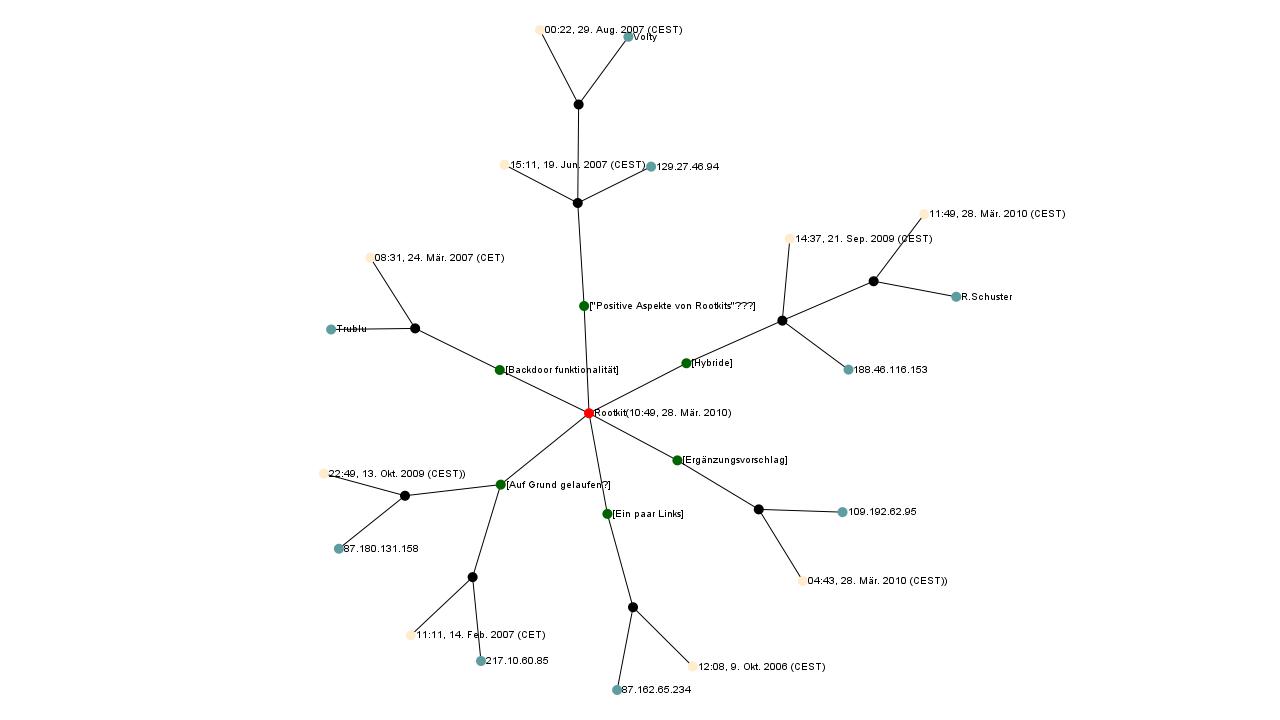 00:22, 29. Aug. 2007 (CEST)
Volty
15:11, 19. Jun. 2007 (CEST)
129.27.46.94
11:49, 28. Mär. 2010 (CEST)
14:37, 21. Sep. 2009 (CEST)
08:31, 24. Mär. 2007 (CET)
R.Schuster
["Positive Aspekte von Rootkits"???]
Trublu
[Hybride]
[Backdoor funktionalität]
188.46.116.153
Rootkit(10:49, 28. Mär. 2010)
[Ergänzungsvorschlag]
22:49, 13. Okt. 2009 (CEST))
[Auf Grund gelaufen?]
[Ein paar Links]
109.192.62.95
87.180.131.158
04:43, 28. Mär. 2010 (CEST))
11:11, 14. Feb. 2007 (CET)
217.10.60.85
12:08, 9. Okt. 2006 (CEST)
87.162.65.234